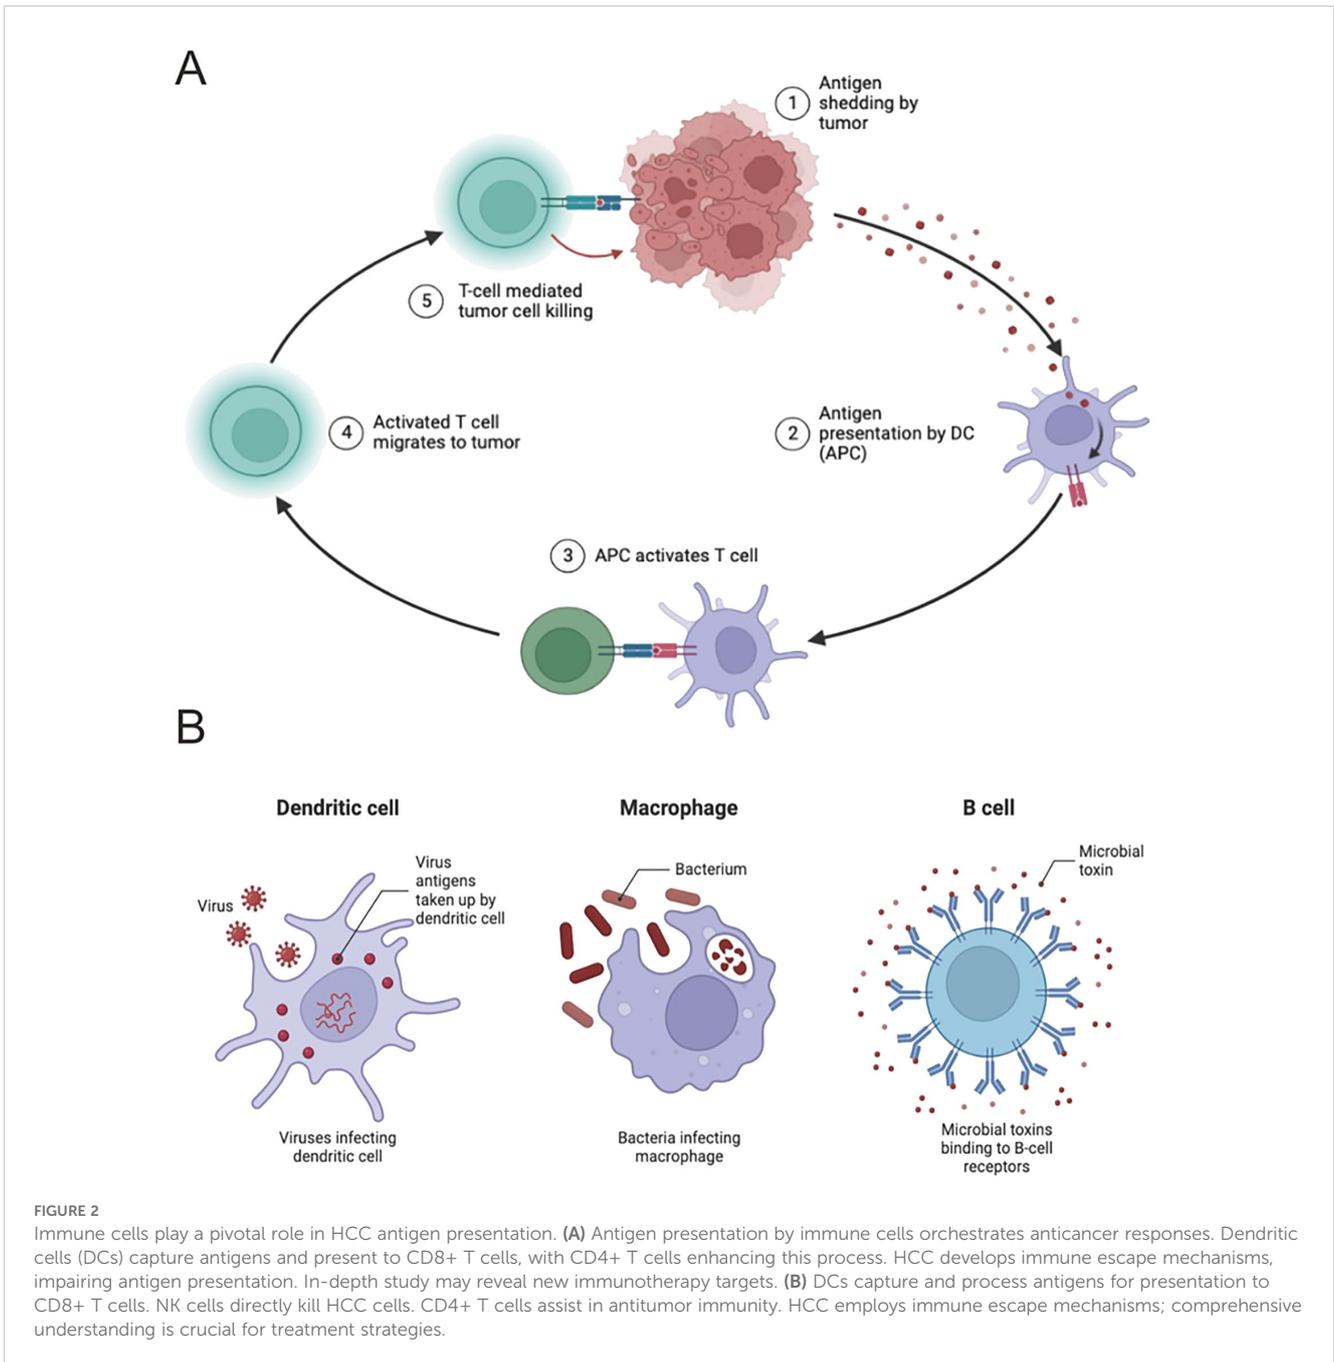 A
1
Antigen
shedding by
tumor
5
T-cell mediated
tumor cell killing
4
Activated T cell
migrates to tumor
2
Antigen
presentation by DC
(APC)
3
APC activates T cell
B
Dendritic cell
Macrophage
B cell
Virus
Virus
antigens
taken up by
dendritic cell
Bacterium
Microbial
toxin
Viruses infecting
dendritic cell
Bacteria infecting
macrophage
Microbial toxins
binding to B-cell
receptors
FIGURE 2
Immune cells play a pivotal role in HCC antigen presentation. (A) Antigen presentation by immune cells orchestrates anticancer responses. Dendritic
cells (DCs) capture antigens and present to CD8+ T cells, with CD4+ T cells enhancing this process. HCC develops immune escape mechanisms,
impairing antigen presentation. In-depth study may reveal new immunotherapy targets. (B) DCs capture and process antigens for presentation to
CD8+ T cells. NK cells directly kill HCC cells. CD4+ T cells assist in antitumor immunity. HCC employs immune escape mechanisms; comprehensive
understanding is crucial for treatment strategies.